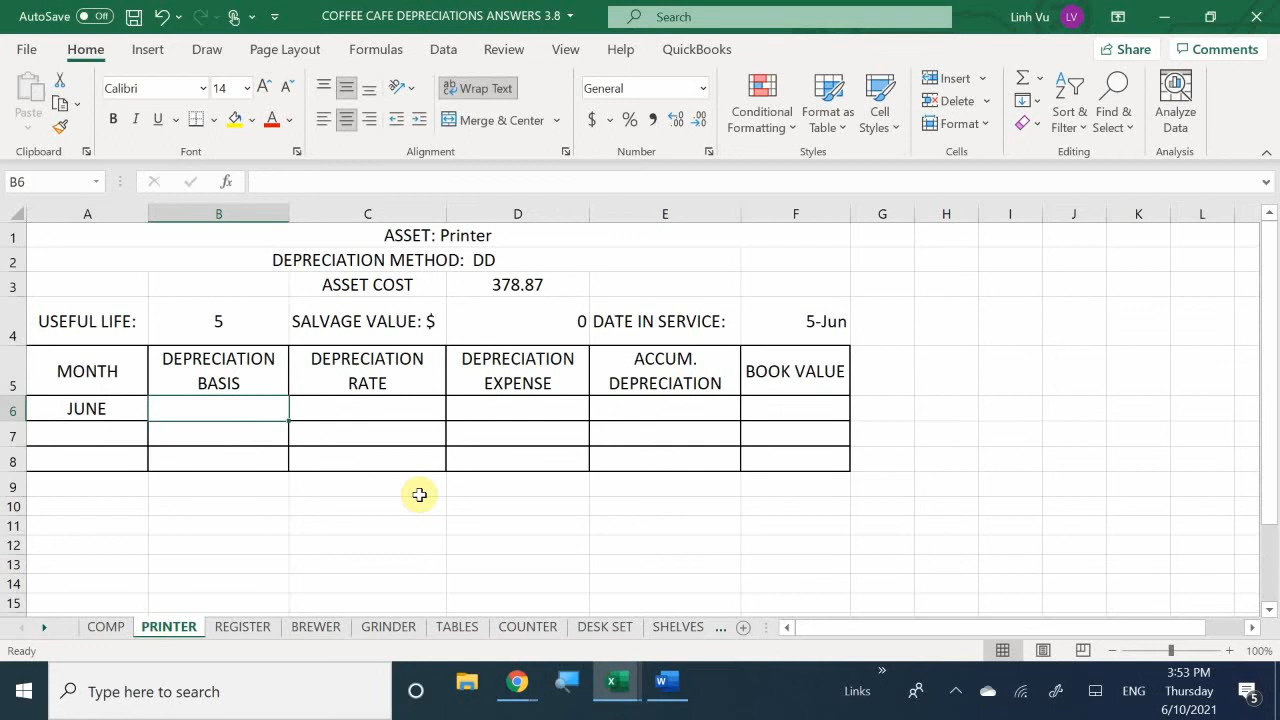 AutoSave Off COFFEE CAFE DEPRECIATIONS ANSWERS 3.8 Search Linh Vu LV
File Home Insert Draw Page Layout Formulas Data Review View Help QuickBooks Share Comments
Paste Calibri 14 Wrap Text General Conditional Formatting Format as Table Cell Styles Insert Delete Format Sort & Filter Find & Select Analyze Data
B I U Merge & Center $ %
Clipboard Font Alignment Number Styles Cells Editing Analysis
B6 fx
A B C D E F G H I J K L
1 ASSET: Printer
2 DEPRECIATION METHOD: DD
3 ASSET COST 378.87
4 USEFUL LIFE: 5 SALVAGE VALUE: $ 0 DATE IN SERVICE: 5-Jun
5 MONTH DEPRECIATION BASIS DEPRECIATION RATE DEPRECIATION EXPENSE ACCUM. DEPRECIATION BOOK VALUE
6 JUNE
7
8
9
10
11
12
13
14
15
COMP PRINTER REGISTER BREWER GRINDER TABLES COUNTER DESK SET SHELVES ...
Ready 100%
Type here to search Links ENG 3:53 PM Thursday 6/10/2021 5